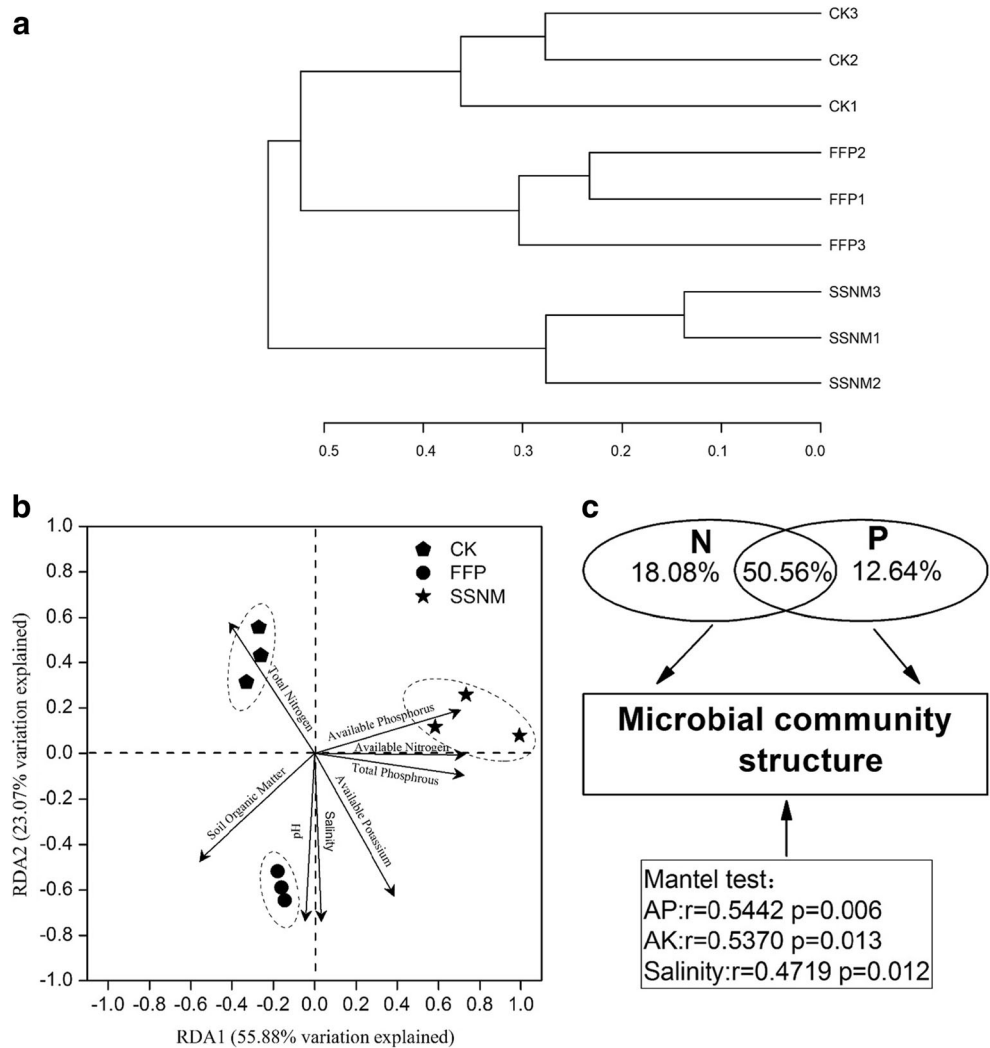 a
CK3
CK2
CK1
FFP2
FFP1
FFP3
SSNM3
SSNM1
SSNM2
0.5 0.4 0.3 0.2 0.1 0.0
b
RDA2 (23.07% variation explained)
1.0
0.8
0.6
0.4
0.2
0.0
-0.2
-0.4
-0.6
-0.8
-1.0
CK
FFP
SSNM
Total Nitrogen
Available Phosphorus
Available Nitrogen
Total Phosphrous
Available Potassium
Salinity
pH
Soil Organic Matter
-1.0 -0.8 -0.6 -0.4 -0.2 0.0 0.2 0.4 0.6 0.8 1.0
RDA1 (55.88% variation explained)
c
N P
18.08% 50.56% 12.64%
Microbial community
structure
Mantel test:
AP:r=0.5442 p=0.006
AK:r=0.5370 p=0.013
Salinity:r=0.4719 p=0.012